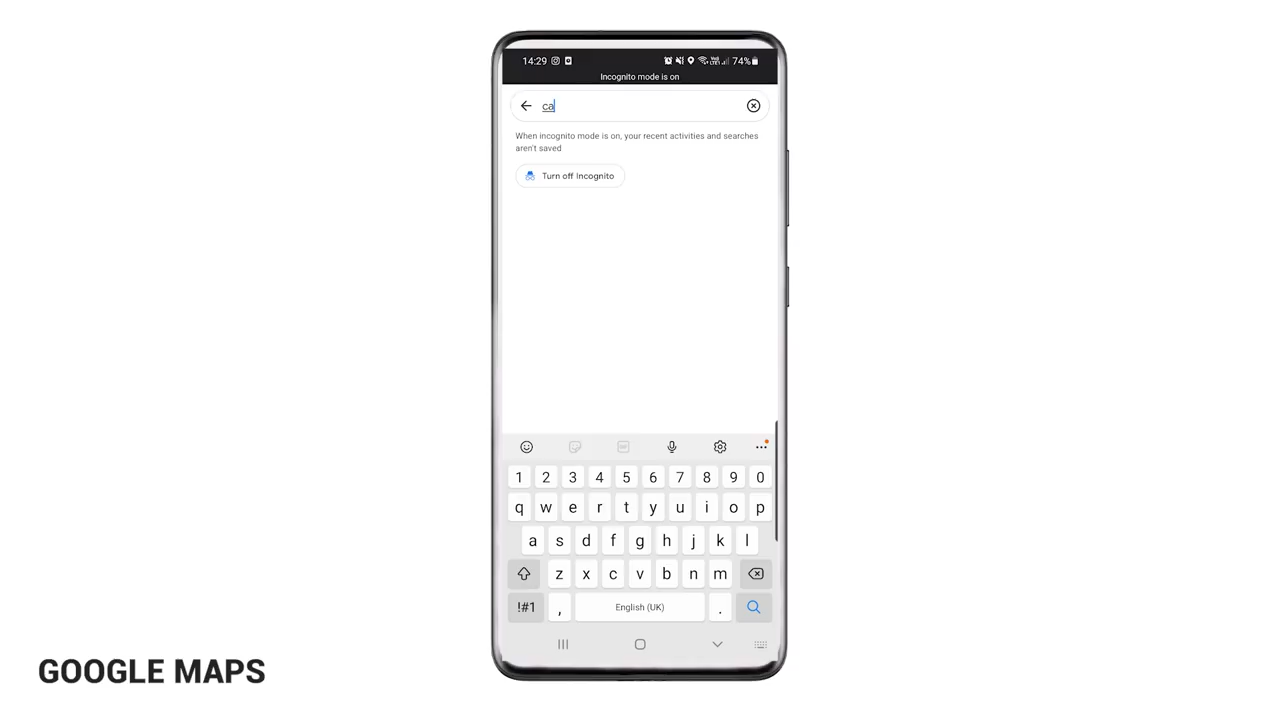 14:29 74%
Incognito mode is on
ca
When incognito mode is on, your recent activities and searches
aren't saved
Turn off Incognito
1 2 3 4 5 6 7 8 9 0
q w e r t y u i o p
a s d f g h j k l
z x c v b n m
!#1 , English (UK) .
GOOGLE MAPS